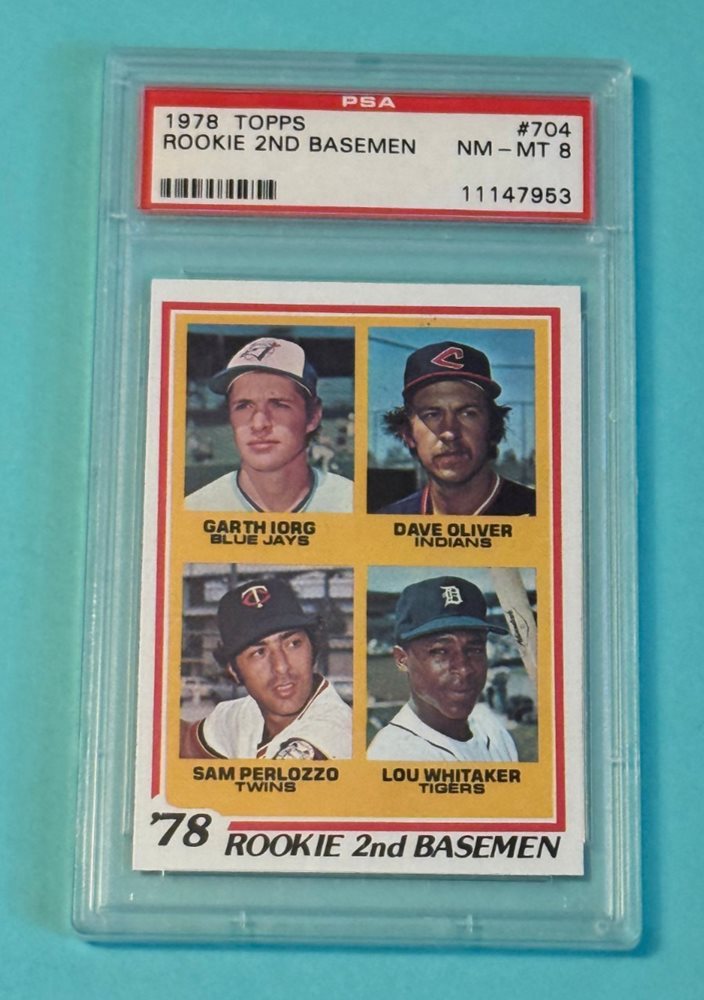 PSA
1978 TOPPS #704
ROOKIE 2ND BASEMEN NM-MT 8
11147953
C
GARTH IORG
BLUE JAYS
DAVE OLIVER
INDIANS
T
D
SAM PERLOZZO
TWINS
LOU WHITAKER
TIGERS
'78 ROOKIE 2nd BASEMEN